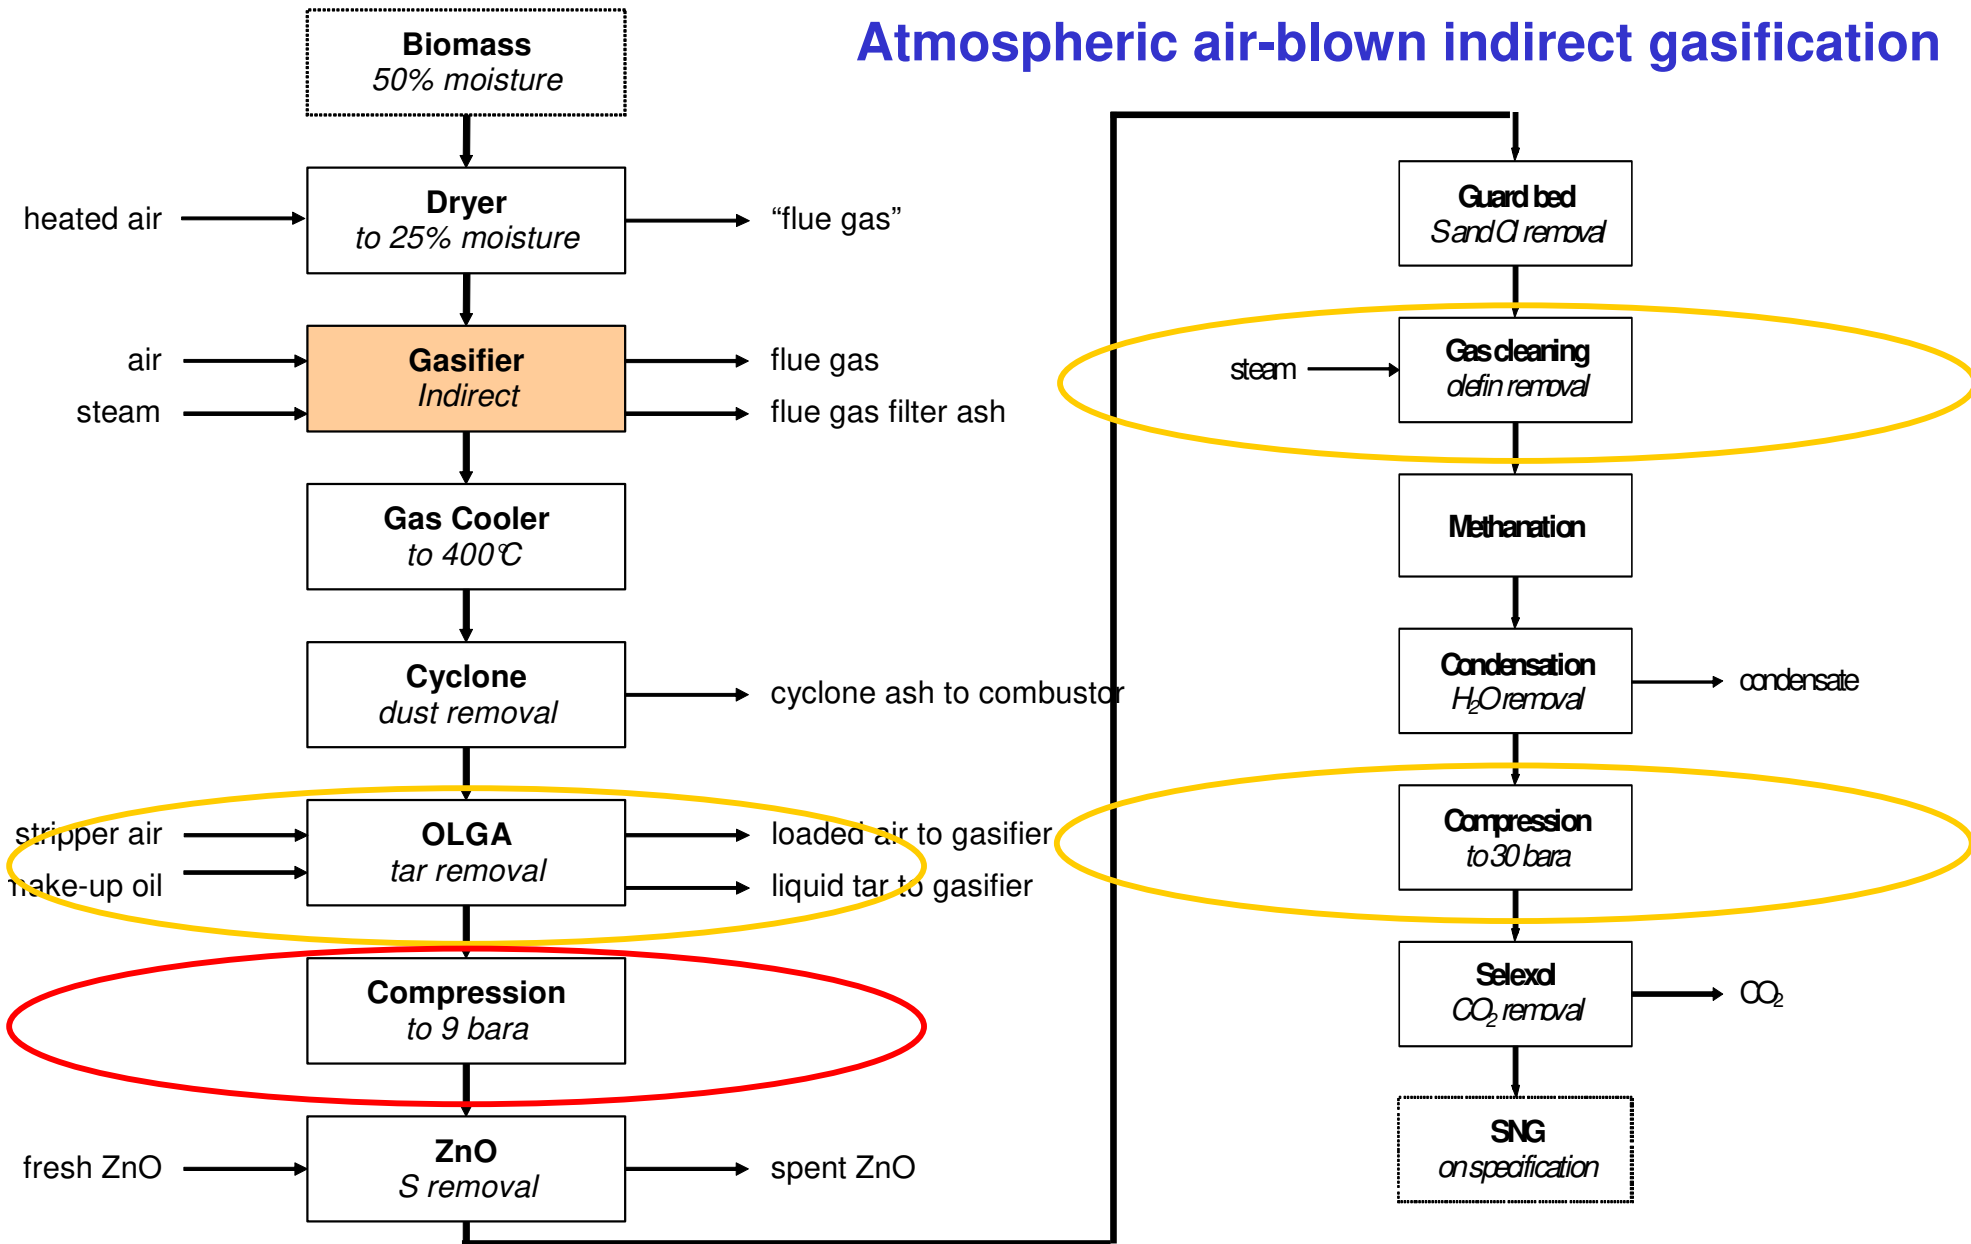 Atmospheric air-blown indirect gasification
Biomass
50% moisture
heated air
Dryer
to 25% moisture
“flue gas”
air
steam
Gasifier
Indirect
flue gas
flue gas filter ash
Gas Cooler
to 400°C
Cyclone
dust removal
cyclone ash to combustor
stripper air
make-up oil
OLGA
tar removal
loaded air to gasifier
liquid tar to gasifier
Compression
to 9 bara
fresh ZnO
ZnO
S removal
spent ZnO
Guard bed
S and Cl removal
steam
Gas cleaning
olefin removal
Methanation
Condensation
H₂O removal
condensate
Compression
to 30 bara
Selexol
CO₂ removal
CO₂
SNG
on specification